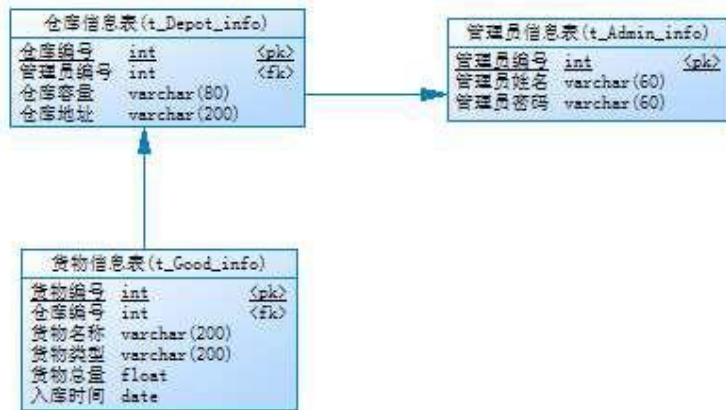 仓库信息表(t_Depot_info)
仓库编号 int <pk>
管理员编号 int <fk>
仓库容量 varchar(80)
仓库地址 varchar(200)
管理员信息表(t_Admin_info)
管理员编号 int <pk>
管理员姓名 varchar(60)
管理员密码 varchar(60)
货物信息表(t_Good_info)
货物编号 int <pk>
仓库编号 int <fk>
货物名称 varchar(200)
货物类型 varchar(200)
货物总量 float
入库时间 date